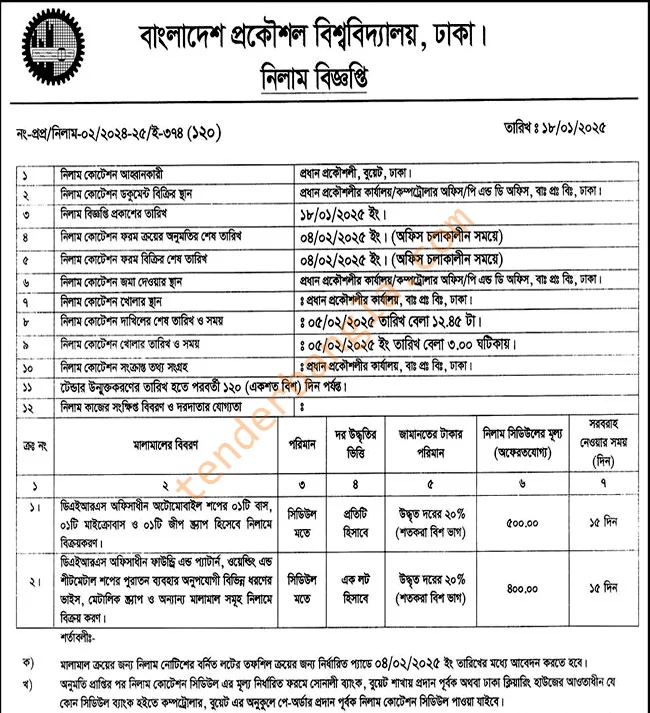 বাংলাদেশ প্রকৌশল বিশ্ববিদ্যালয়, ঢাকা।
নিলাম বিজ্ঞপ্তি
নং-প্রপ্র/নিলাম-০২/২০২৪-২৫/ই-৩৭৪ (১২০) তারিখ ঃ ১৮/০১/২০২৫
১ নিলাম কোটেশন আহবানকারী প্রধান প্রকৌশলী, বুয়েট, ঢাকা।
২ নিলাম কোটেশন ডকুমেন্ট বিক্রির স্থান প্রধান প্রকৌশলীর কার্যালয়/কম্পট্রোলার অফিস/পি এন্ড ডি অফিস, বাঃ প্রঃ বিঃ, ঢাকা।
৩ নিলাম বিজ্ঞপ্তি প্রকাশের তারিখ ১৮/০১/২০২৫ ইং।
৪ নিলাম কোটেশন ফরম ক্রয়ের অনুমতির শেষ তারিখ ০৪/০২/২০২৫ ইং। (অফিস চলাকালীন সময়ে)
৫ নিলাম কোটেশন ফরম বিক্রির শেষ তারিখ ০৪/০২/২০২৫ ইং। (অফিস চলাকালীন সময়ে)
৬ নিলাম কোটেশন জমা দেওয়ার স্থান প্রধান প্রকৌশলীর কার্যালয়/কম্পট্রোলার অফিস/পি এন্ড ডি অফিস, বাঃ প্রঃ বিঃ, ঢাকা।
৭ নিলাম কোটেশন খোলার স্থান ঃ প্রধান প্রকৌশলীর কার্যালয়, বাঃ প্রঃ বিঃ, ঢাকা।
৮ নিলাম কোটেশন দাখিলের শেষ তারিখ ও সময় ঃ ০৫/০২/২০২৫ তারিখ বেলা ১২.৪৫ টা।
৯ নিলাম কোটেশন খোলার তারিখ ও সময় ঃ ০৫/০২/২০২৫ ইং তারিখ বেলা ৩.০০ ঘটিকায়।
১০ নিলাম কোটেশন সংক্রান্ত তথ্য সংগ্রহ প্রধান প্রকৌশলীর কার্যালয়, বাঃ প্রঃ বিঃ, ঢাকা।
১১ টেন্ডার উন্মুক্তকরণের তারিখ হতে পরবর্তী ১২০ (একশত বিশ) দিন পর্যন্ত।
১২ নিলাম কাজের সংক্ষিপ্ত বিবরণ ও দরদাতার যোগ্যতা ঃ
ক্রঃ নং মালামালের বিবরণ পরিমান দর উদ্ধৃতির ভিত্তি জামানতের টাকার পরিমান নিলাম সিডিউলের মূল্য (অফেরতযোগ্য) সরবরাহ নেওয়ার সময় (দিন)
১ ২ ৩ ৪ ৫ ৬ ৭
১। ডিএইআরএস অফিসাধীন অটোমোবাইল শপের ০১টি বাস, ০১টি মাইক্রোবাস ও ০১টি জীপ স্ক্র্যাপ হিসেবে নিলামে বিক্রয়করণ। সিডিউল মতে প্রতিটি হিসাবে উদ্ধৃত দরের ২০% (শতকরা বিশ ভাগ) ৫০০.০০ ১৫ দিন
২। ডিএইআরএস অফিসাধীন ফাউন্ড্রি এন্ড প্যাটার্ন, ওয়েল্ডিং এন্ড শীটমেটাল শপের পুরাতন ব্যবহার অনুপযোগী বিভিন্ন ধরণের ভাইস, মেটালিক স্ক্র্যাপ ও অন্যান্য মালামাল সমূহ নিলামে বিক্রয় করণ। সিডিউল মতে এক লট হিসাবে উদ্ধৃত দরের ২০% (শতকরা বিশ ভাগ) ৪০০.০০ ১৫ দিন
শর্তাবলীঃ-
ক) মালামাল ক্রয়ের জন্য নিলাম নোটিশের বর্নিত লটের তফশিল ক্রয়ের জন্য নির্ধারিত প্যাডে ০৪/০২/২০২৫ ইং তারিখের মধ্যে আবেদন করতে হবে।
খ) অনুমতি প্রাপ্তির পর নিলাম কোটেশন সিডিউল এর মূল্য নির্ধারিত ফরমে সোনালী ব্যাংক, বুয়েট শাখায় প্রদান পূর্বক অথবা ঢাকা ক্লিয়ারিং হাউজের আওতাধীন যে
কোন সিডিউল ব্যাংক হইতে কম্পট্রোলার, বুয়েট এর অনুকুলে পে-অর্ডার প্রদান পূর্বক নিলাম কোটেশন সিডিউল পাওয়া যাইবে।
tenderbangla.com